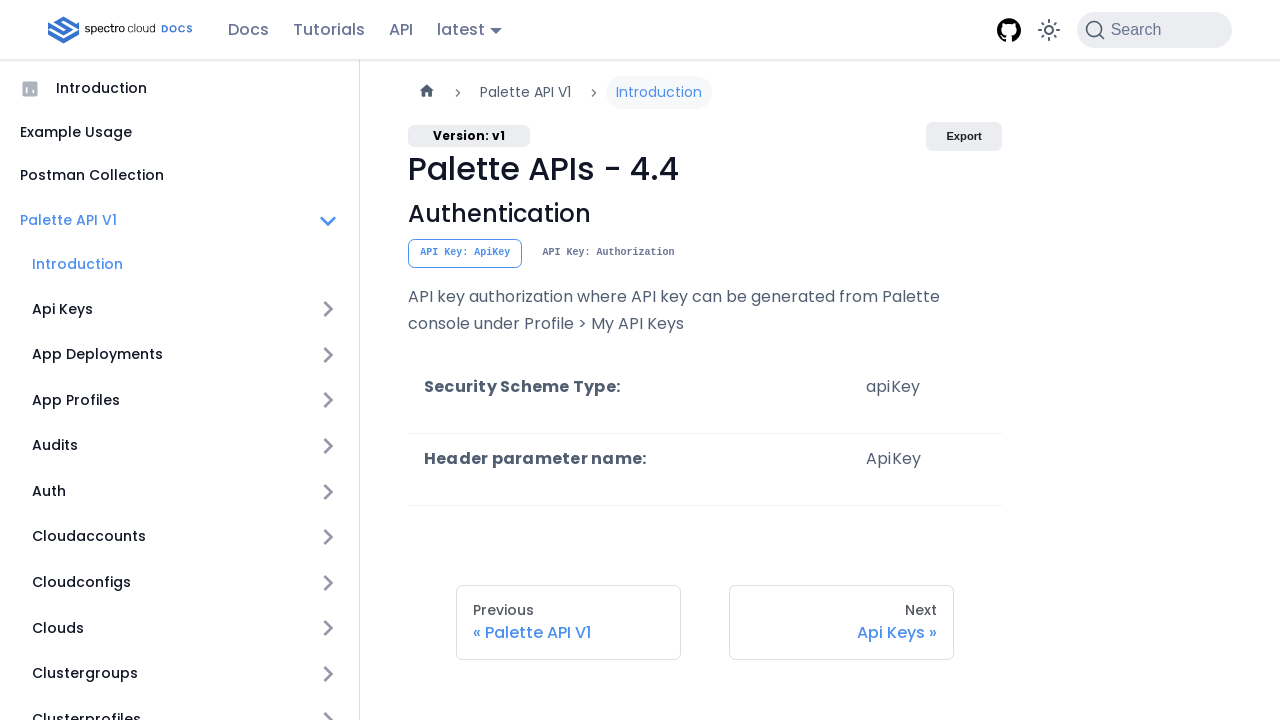 spectro cloud DOCS
Docs
Tutorials
API
latest
Search
Introduction
Example Usage
Postman Collection
Palette API V1
Introduction
Api Keys
App Deployments
App Profiles
Audits
Auth
Cloudaccounts
Cloudconfigs
Clouds
Clustergroups
Clusterprofiles
Palette API V1
Introduction
Version: v1
Export
Palette APIs - 4.4
Authentication
API Key: ApiKey
API Key: Authorization
API key authorization where API key can be generated from Palette
console under Profile > My API Keys
Security Scheme Type: apiKey
Header parameter name: ApiKey
Previous
« Palette API V1
Next
Api Keys »